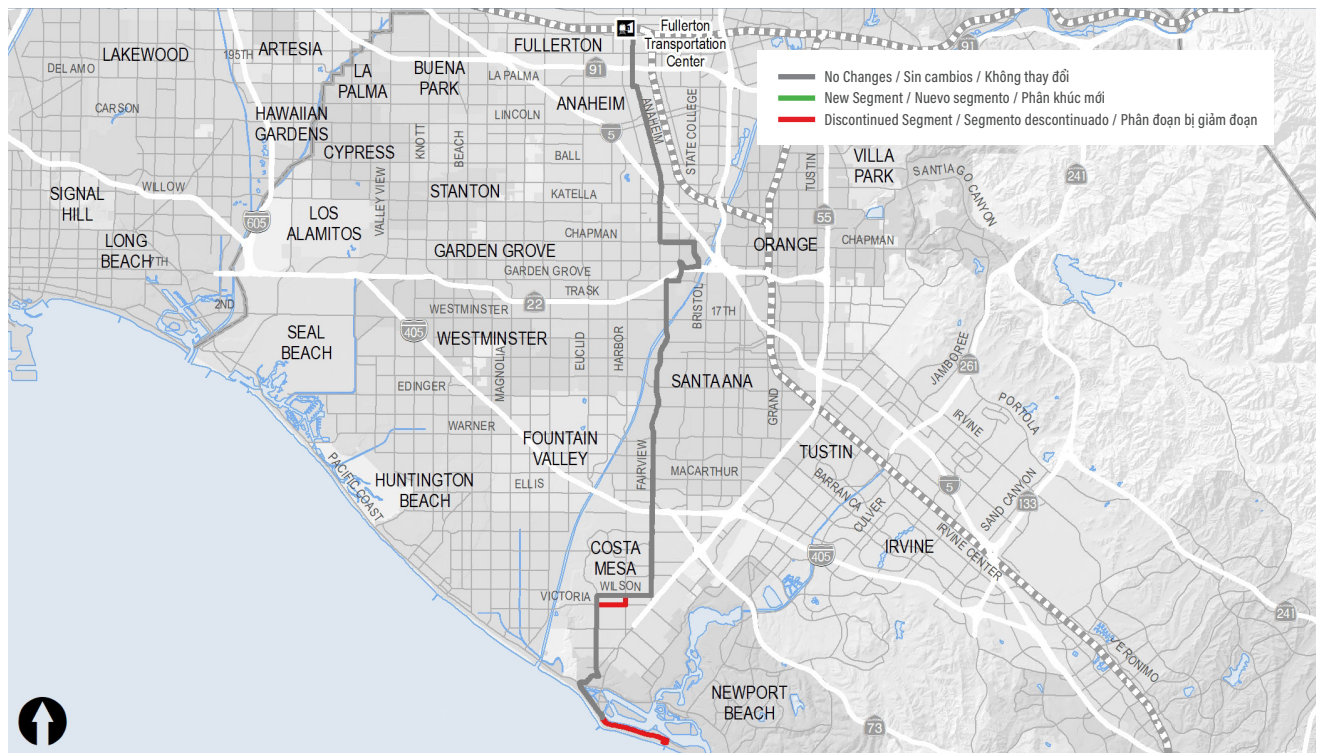 No Changes / Sin cambios / Không thay đổi
New Segment / Nuevo segmento / Phân khúc mới
Discontinued Segment / Segmento descontinuado / Phân đoạn bị giảm đoạn
Fullerton
Transportation
Center
LAKEWOOD
195TH
ARTESIA
FULLERTON
91
DEL AMO
LA
PALMA
BUENA
PARK
LA PALMA
91
CARSON
HAWAIIAN
GARDENS
ANAHEIM
LINCOLN
ANAHEIM
STATE COLLEGE
5
CYPRESS
KNOTT
BEACH
BALL
TUSTIN
VILLA
PARK
SANTIAGO CANYON
241
SIGNAL
HILL
WILLOW
STANTON
KATELLA
VALLEY VIEW
LOS
ALAMITOS
605
55
LONG
BEACH
7TH
CHAPMAN
ORANGE
CHAPMAN
GARDEN GROVE
GARDEN GROVE
TRASK
22
2ND
WESTMINSTER
BRISTOL
17TH
SEAL
BEACH
405
WESTMINSTER
MAGNOLIA
EUCLID
HARBOR
JAMBOREE
261
EDINGER
SANTA ANA
GRAND
PORTOLA
WARNER
IRVINE
FOUNTAIN
VALLEY
FAIRVIEW
TUSTIN
PACIFIC COAST
HUNTINGTON
BEACH
ELLIS
MACARTHUR
BARRANCA
CULVER
5
SAND CANYON
133
IRVINE CENTER
COSTA
MESA
405
IRVINE
VICTORIA
WILSON
241
JERONIMO
NEWPORT
BEACH
73